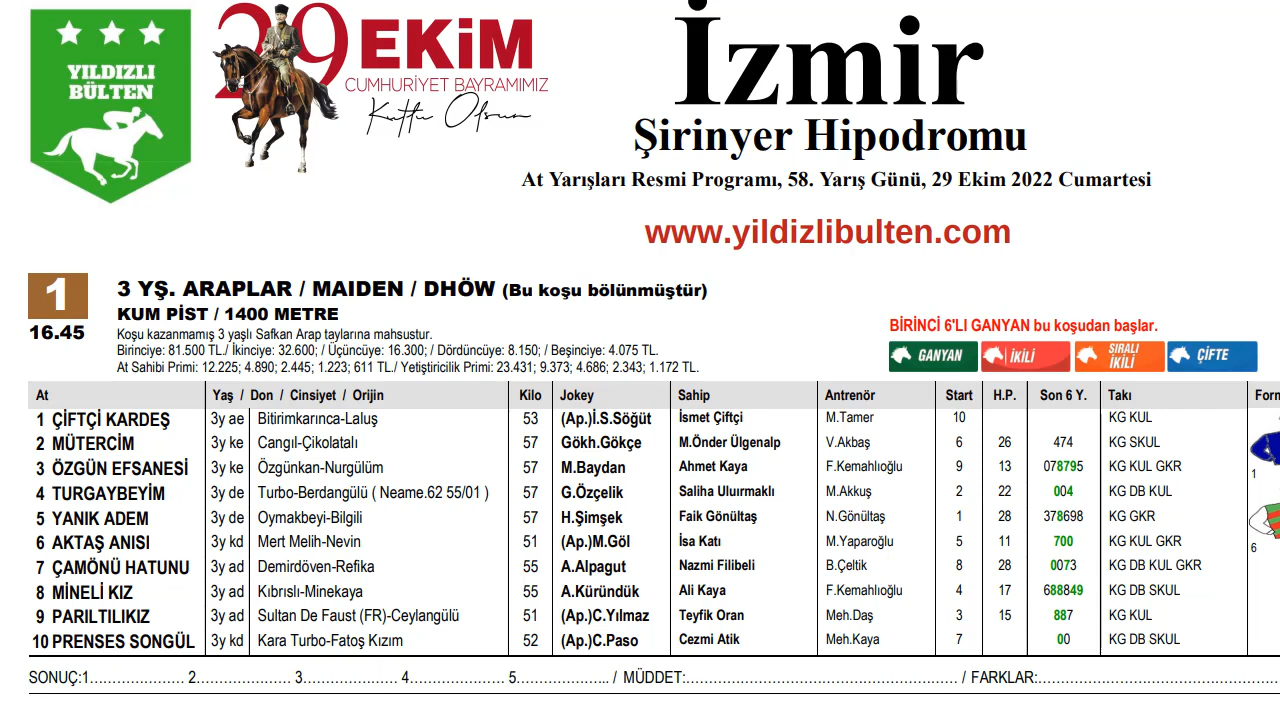 YILDIZLI
BÜLTEN
29 EKİM
CUMHURİYET BAYRAMIMIZ
Kutlu Olsun
İzmir
Şirinyer Hipodromu
At Yarışları Resmi Programı, 58. Yarış Günü, 29 Ekim 2022 Cumartesi
www.yildizlibulten.com
1
16.45
3 YŞ. ARAPLAR / MAIDEN / DHÖW (Bu koşu bölünmüştür)
KUM PİST / 1400 METRE
Koşu kazanmamış 3 yaşlı Safkan Arap taylarına mahsustur.
Birinciye: 81.500 TL./ İkinciye: 32.600; / Üçüncüye: 16.300; / Dördüncüye: 8.150; / Beşinciye: 4.075 TL.
At Sahibi Primi: 12.225; 4.890; 2.445; 1.223; 611 TL./ Yetiştiricilik Primi: 23.431; 9.373; 4.686; 2.343; 1.172 TL.
BİRİNCİ 6'LI GANYAN bu koşudan başlar.
GANYAN İKİLİ SIRALI İKİLİ ÇİFTE
At Yaş / Don / Cinsiyet / Orijin Kilo Jokey Sahip Antrenör Start H.P. Son 6 Y. Takı Form
1 ÇİFTÇİ KARDEŞ 3y ae Bitirimkarınca-Laluş 53 (Ap.)İ.S.Söğüt İsmet Çiftçi M.Tamer 10 KG KUL
2 MÜTERCİM 3y ke Cangıl-Çikolatalı 57 Gökh.Gökçe M.Önder Ülgenalp V.Akbaş 6 26 474 KG SKUL
3 ÖZGÜN EFSANESİ 3y ke Özgünkan-Nurgülüm 57 M.Baydan Ahmet Kaya F.Kemahlıoğlu 9 13 078795 KG KUL GKR
4 TURGAYBEYİM 3y de Turbo-Berdangülü ( Neame.62 55/01 ) 57 G.Özçelik Saliha Uluırmaklı M.Akkuş 2 22 004 KG DB KUL
5 YANIK ADEM 3y de Oymakbeyi-Bilgili 57 H.Şimşek Faik Gönültaş N.Gönültaş 1 28 378698 KG GKR
6 AKTAŞ ANISI 3y kd Mert Melih-Nevin 51 (Ap.)M.Göl İsa Katı M.Yaparoğlu 5 11 700 KG KUL GKR
7 ÇAMÖNÜ HATUNU 3y ad Demirdöven-Refika 55 A.Alpagut Nazmi Filibeli B.Çeltik 8 28 0073 KG DB KUL GKR
8 MİNELİ KIZ 3y ad Kıbrıslı-Minekaya 55 A.Küründük Ali Kaya F.Kemahlıoğlu 4 17 688849 KG DB SKUL
9 PARILTILIKIZ 3y ad Sultan De Faust (FR)-Ceylangülü 51 (Ap.)C.Yılmaz Teyfik Oran Meh.Daş 3 15 887 KG KUL
10 PRENSES SONGÜL 3y kd Kara Turbo-Fatoş Kızım 52 (Ap.)C.Paso Cezmi Atik Meh.Kaya 7 00 KG DB SKUL
1
6
SONUÇ:1..................... 2..................... 3..................... 4..................... 5..................... / MÜDDET:............................................................ / FARKLAR:......................................................